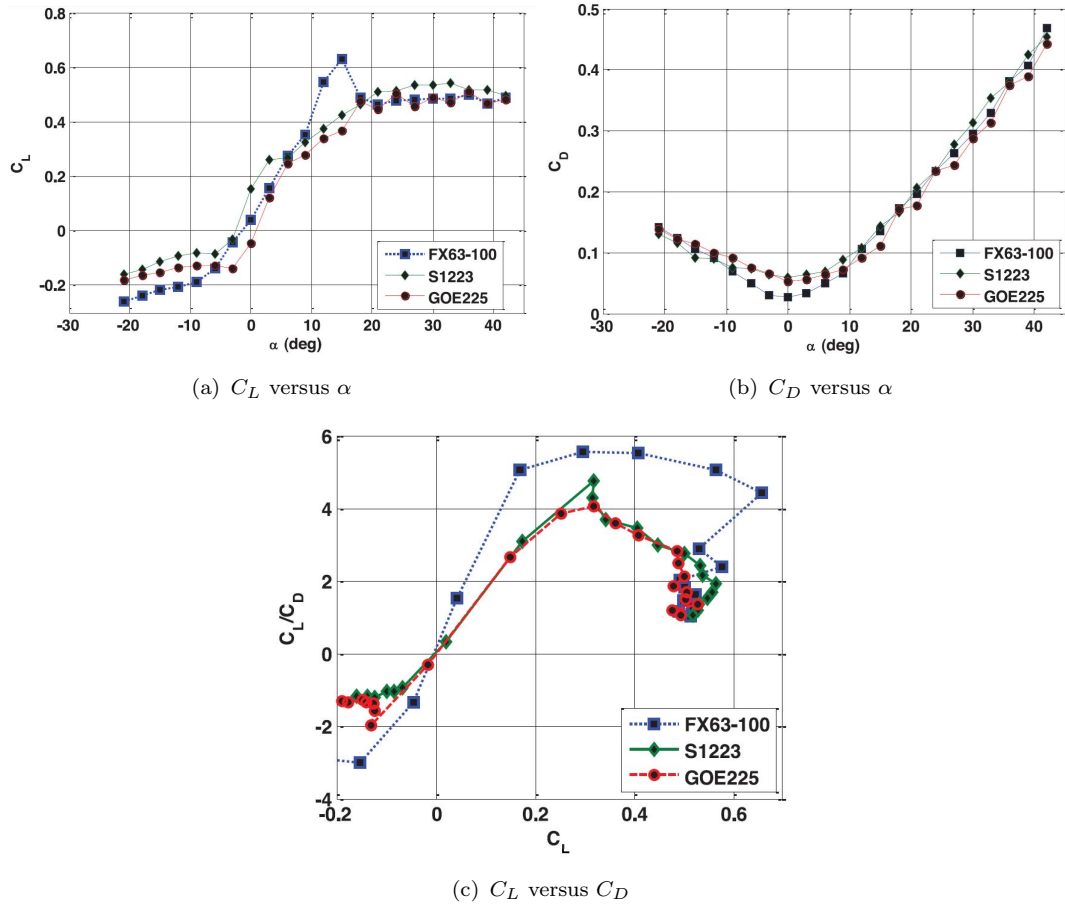 0.8
0.6
0.4
0.2
0
-0.2
C_L
-30
-20
-10
0
10
20
30
40
α (deg)
FX63-100
S1223
GOE225
(a) C_L versus α
0.5
0.4
0.3
0.2
0.1
0
C_D
-30
-20
-10
0
10
20
30
40
α (deg)
FX63-100
S1223
GOE225
(b) C_D versus α
6
4
2
0
-2
-4
C_L/C_D
-0.2
0
0.2
0.4
0.6
C_L
FX63-100
S1223
GOE225
(c) C_L versus C_D